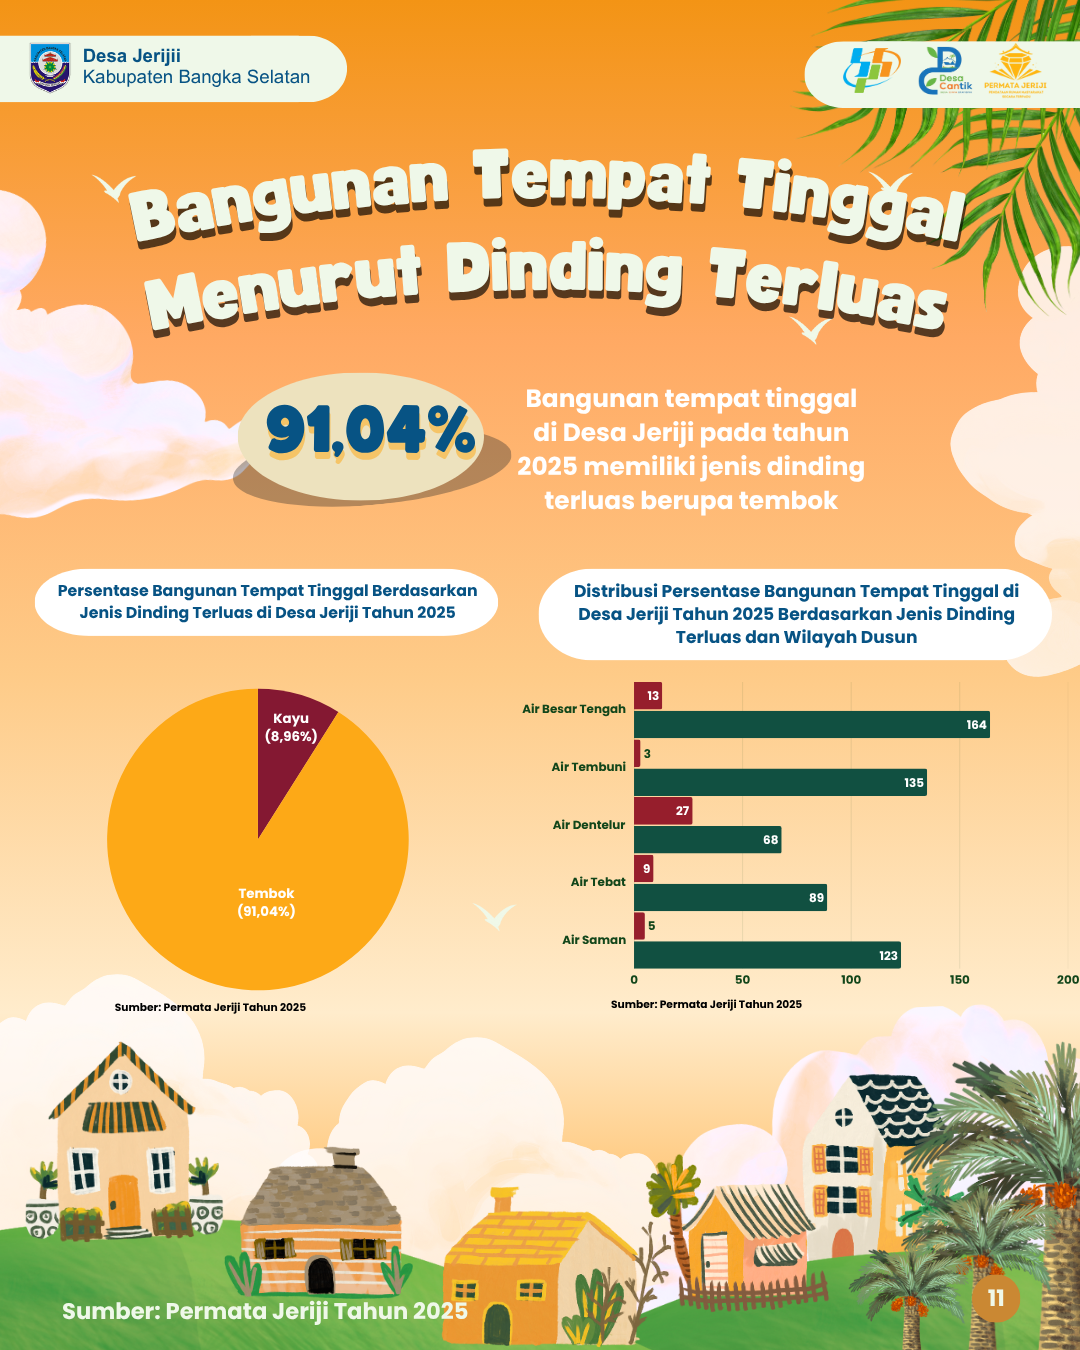 Desa Jerijii
Kabupaten Bangka Selatan
Desa
Cantik
PERMATA JERIJI
Bangunan Tempat Tinggal
Menurut Dinding Terluas
91,04%
Bangunan tempat tinggal
di Desa Jeriji pada tahun
2025 memiliki jenis dinding
terluas berupa tembok
Persentase Bangunan Tempat Tinggal Berdasarkan
Jenis Dinding Terluas di Desa Jeriji Tahun 2025
Kayu
(8,96%)
Tembok
(91,04%)
Sumber: Permata Jeriji Tahun 2025
Distribusi Persentase Bangunan Tempat Tinggal di
Desa Jeriji Tahun 2025 Berdasarkan Jenis Dinding
Terluas dan Wilayah Dusun
Air Besar Tengah
13
164
Air Tembuni
3
135
Air Dentelur
27
68
Air Tebat
9
89
Air Saman
5
123
0 50 100 150 200
Sumber: Permata Jeriji Tahun 2025
Sumber: Permata Jeriji Tahun 2025
11